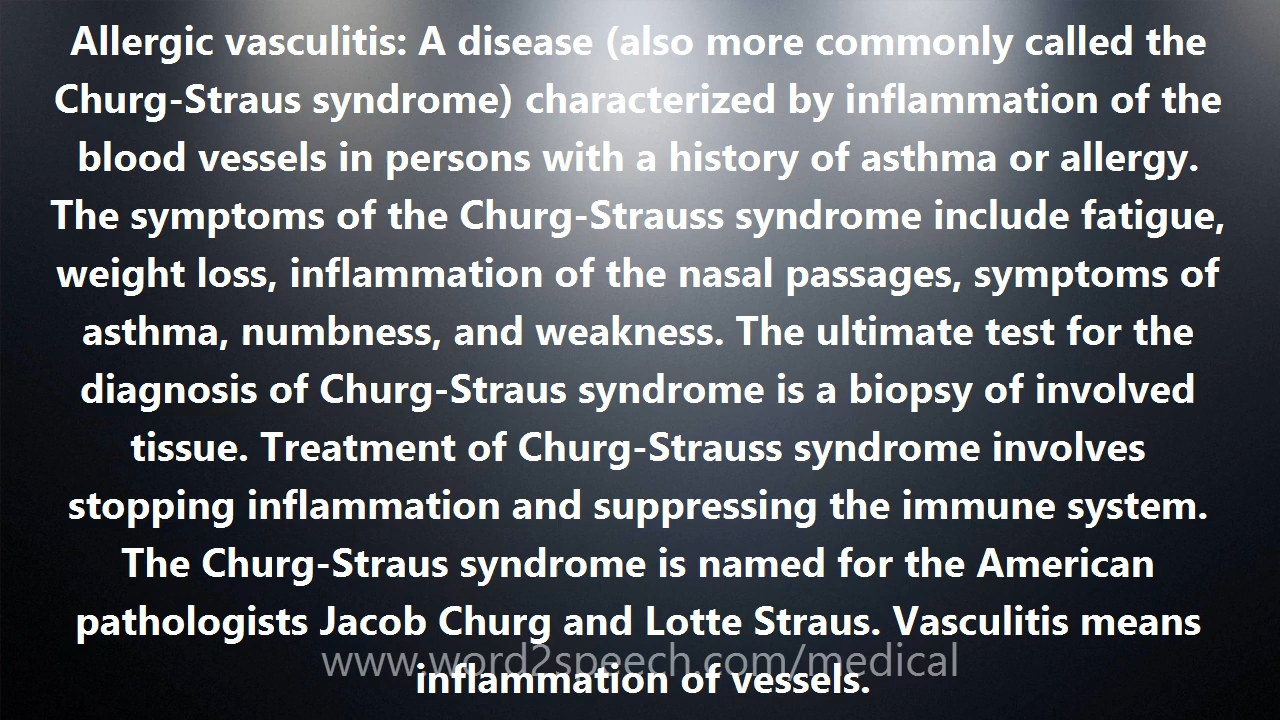 Allergic vasculitis: A disease (also more commonly called the
Churg-Straus syndrome) characterized by inflammation of the
blood vessels in persons with a history of asthma or allergy.
The symptoms of the Churg-Strauss syndrome include fatigue,
weight loss, inflammation of the nasal passages, symptoms of
asthma, numbness, and weakness. The ultimate test for the
diagnosis of Churg-Straus syndrome is a biopsy of involved
tissue. Treatment of Churg-Strauss syndrome involves
stopping inflammation and suppressing the immune system.
The Churg-Straus syndrome is named for the American
pathologists Jacob Churg and Lotte Straus. Vasculitis means
www.word2speech.com/medical
inflammation of vessels.